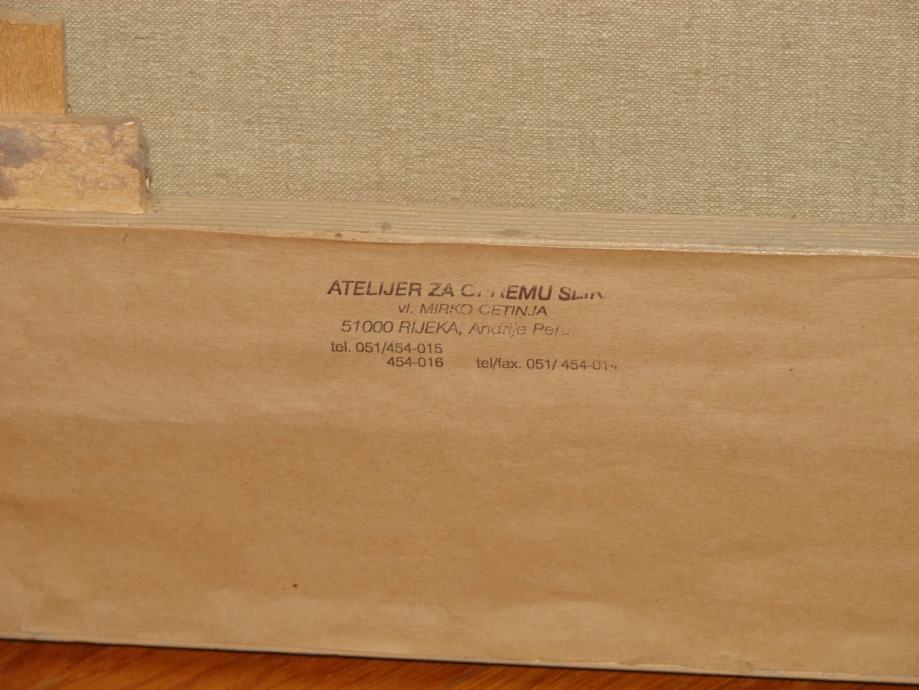 ATELIJER ZA
vl. MIRKO CETINJA
51000 RIJEKA, Andrije
tel. 051/454-015
454-016 tel/fax. 051/